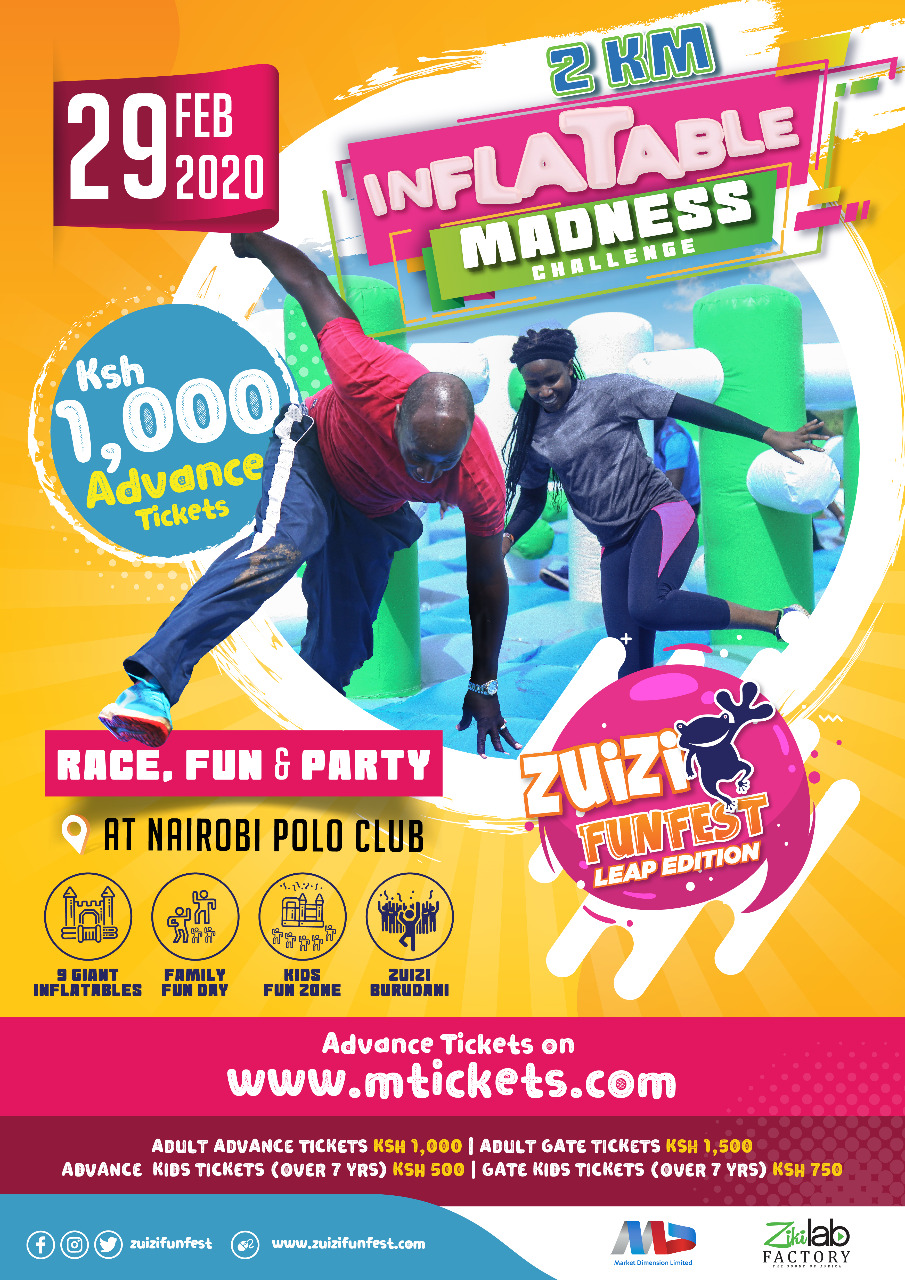 29 FEB
2020
2 KM
INFLATABLE
MADNESS
CHALLENGE
Ksh
1,000
Advance
Tickets
RACE, FUN & PARTY
AT NAIROBI POLO CLUB
ZUiZi
FUNFEST
LEAP EDITION
9 GIANT
INFLATABLES
FAMILY
FUN DAY
KIDS
FUN ZONE
ZUIZI
BURUDANI
Advance Tickets on
www.mtickets.com
ADULT ADVANCE TICKETS KSH 1,000 | ADULT GATE TICKETS KSH 1,500
ADVANCE KIDS TICKETS (OVER 7 YRS) KSH 500 | GATE KIDS TICKETS (OVER 7 YRS) KSH 750
zuizifunfest
www.zuizifunfest.com
MD
Market Dimension Limited
Zikilab
FACTORY